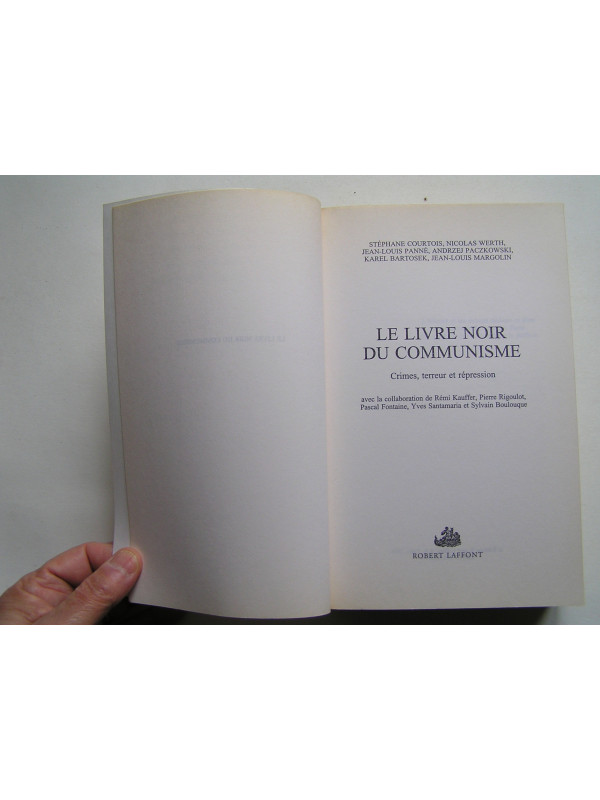 STÉPHANE COURTOIS, NICOLAS WERTH,
JEAN-LOUIS PANNÉ, ANDRZEJ PACZKOWSKI,
KAREL BARTOSEK, JEAN-LOUIS MARGOLIN
LE LIVRE NOIR
DU COMMUNISME
Crimes, terreur et répression
avec la collaboration de Rémi Kauffer, Pierre Rigoulot,
Pascal Fontaine, Yves Santamaria et Sylvain Boulouque
ROBERT LAFFONT